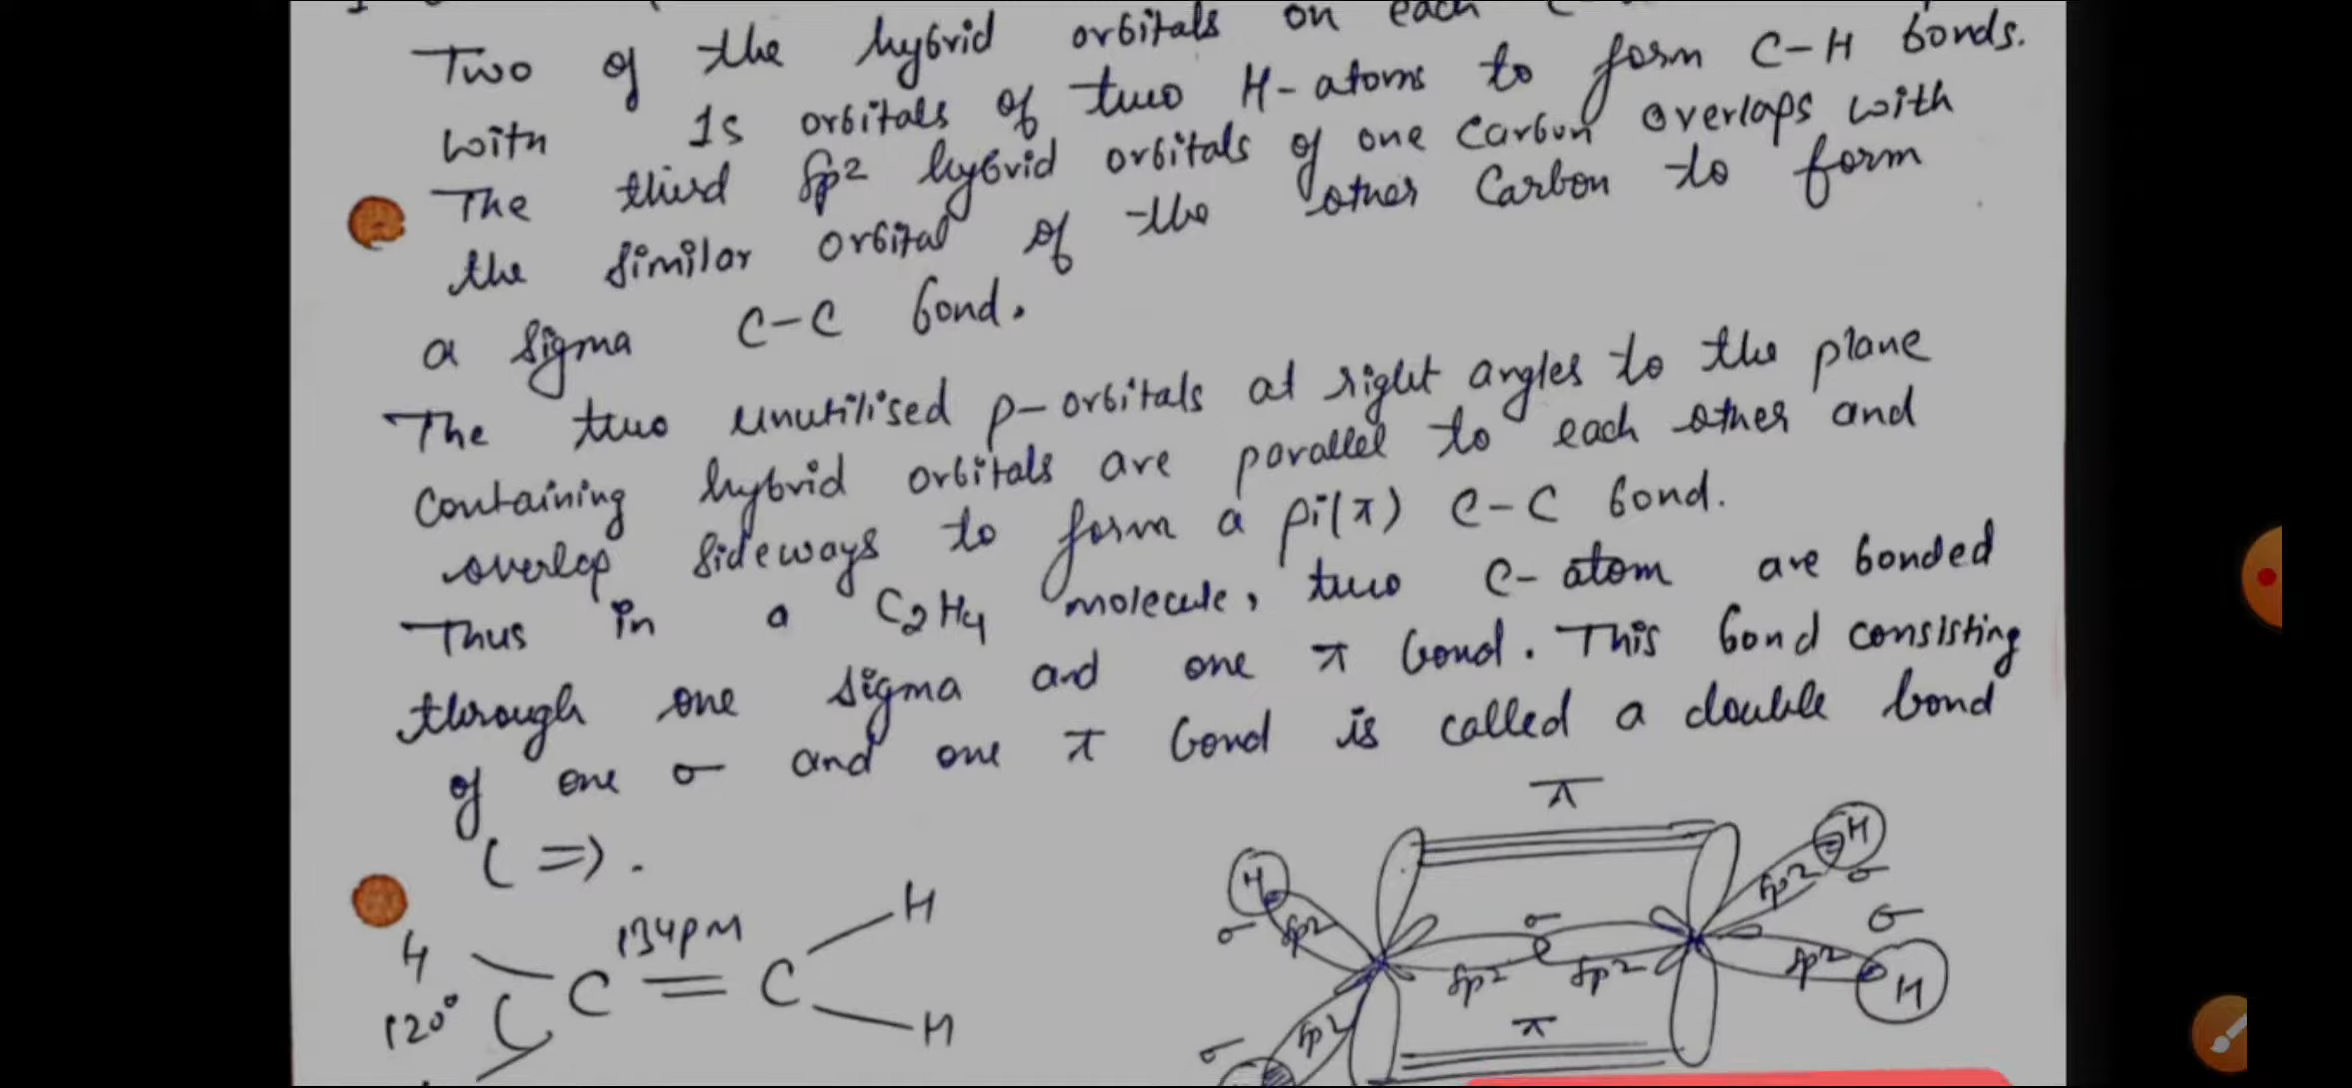 Two of the hybrid orbitals on each
with 1s orbitals of two H-atoms to form C-H bonds.
The third sp² hybrid orbitals of one carbon overlaps with
the similar orbital of the other Carbon to form
a sigma C-C bond.
The two unutilised p-orbitals at right angles to the plane
containing hybrid orbitals are parallel to each other and
overlap sideways to form a pi(π) C-C bond.
Thus in a C₂H₄ molecule, two C-atom are bonded
through one sigma and one π bond. This bond consisting
of one σ and one π bond is called a double bond
(=).
H 134pm H
C = C
120° H
π
H H
σ sp² sp² σ
σ σ
sp² sp² sp² H
σ sp² π